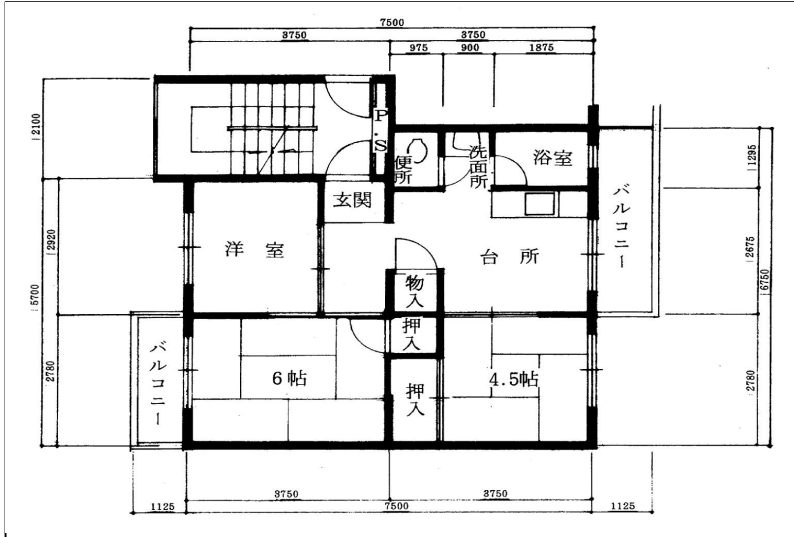 7500
3750
3750
975
900
1875
2100
P.S
便所
洗面所
浴室
1295
バルコニー
玄関
2920
洋室
台所
2675
6750
5700
物入
押入
バルコニー
6帖
4.5帖
押入
2780
2780
3750
3750
1125
7500
1125